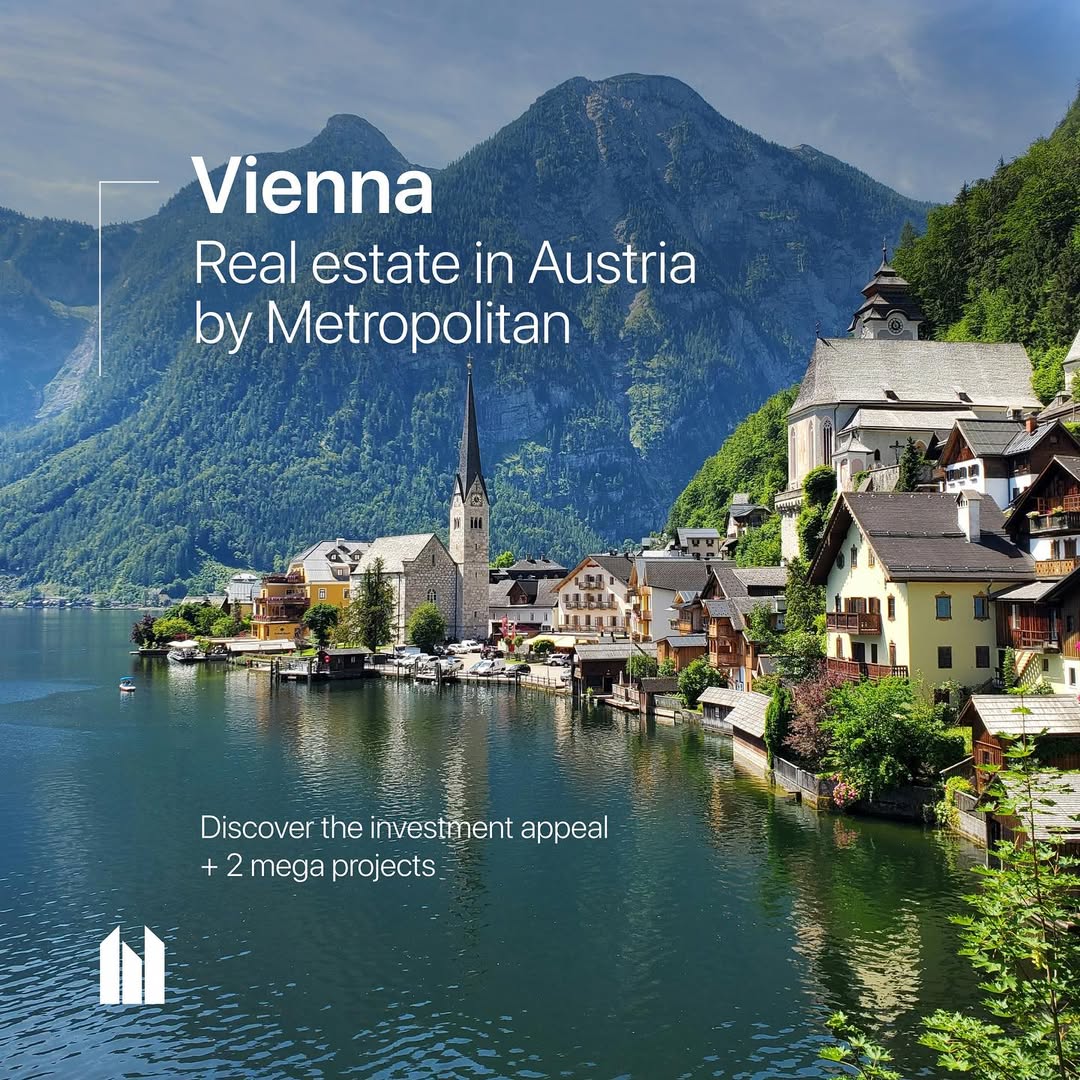 Vienna
Real estate in Austria
by Metropolitan
Discover the investment appeal
+ 2 mega projects